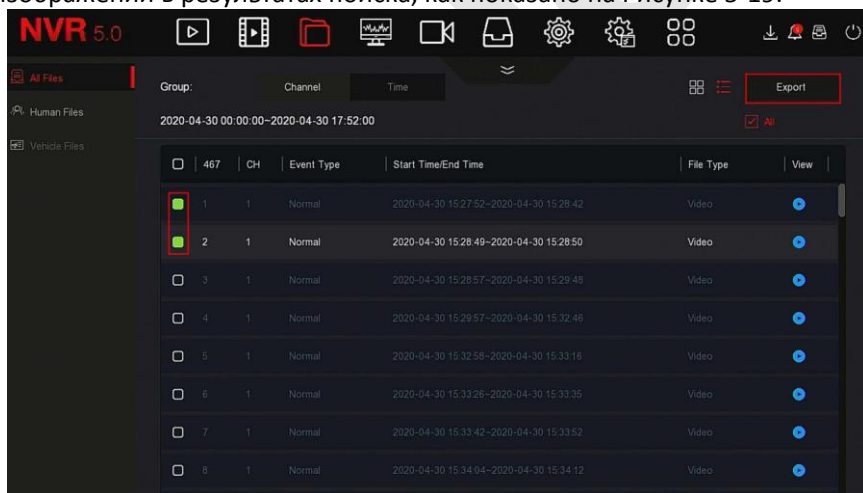 изображений в результатах поиска, как показано на Рисунке 3-19.
NVR 5.0
All Files
Human Files
Vehicle Files
Group: Channel Time Export
2020-04-30 00:00:00~2020-04-30 17:52:00 All
467 CH Event Type Start Time/End Time File Type View
1 1 Normal 2020-04-30 15:27:52~2020-04-30 15:28:42 Video
2 1 Normal 2020-04-30 15:28:49~2020-04-30 15:28:50 Video
3 1 Normal 2020-04-30 15:28:57~2020-04-30 15:29:48 Video
4 1 Normal 2020-04-30 15:29:57~2020-04-30 15:32:46 Video
5 1 Normal 2020-04-30 15:32:58~2020-04-30 15:33:16 Video
6 1 Normal 2020-04-30 15:33:26~2020-04-30 15:33:35 Video
7 1 Normal 2020-04-30 15:33:42~2020-04-30 15:33:52 Video
8 1 Normal 2020-04-30 15:34:04~2020-04-30 15:34:12 Video